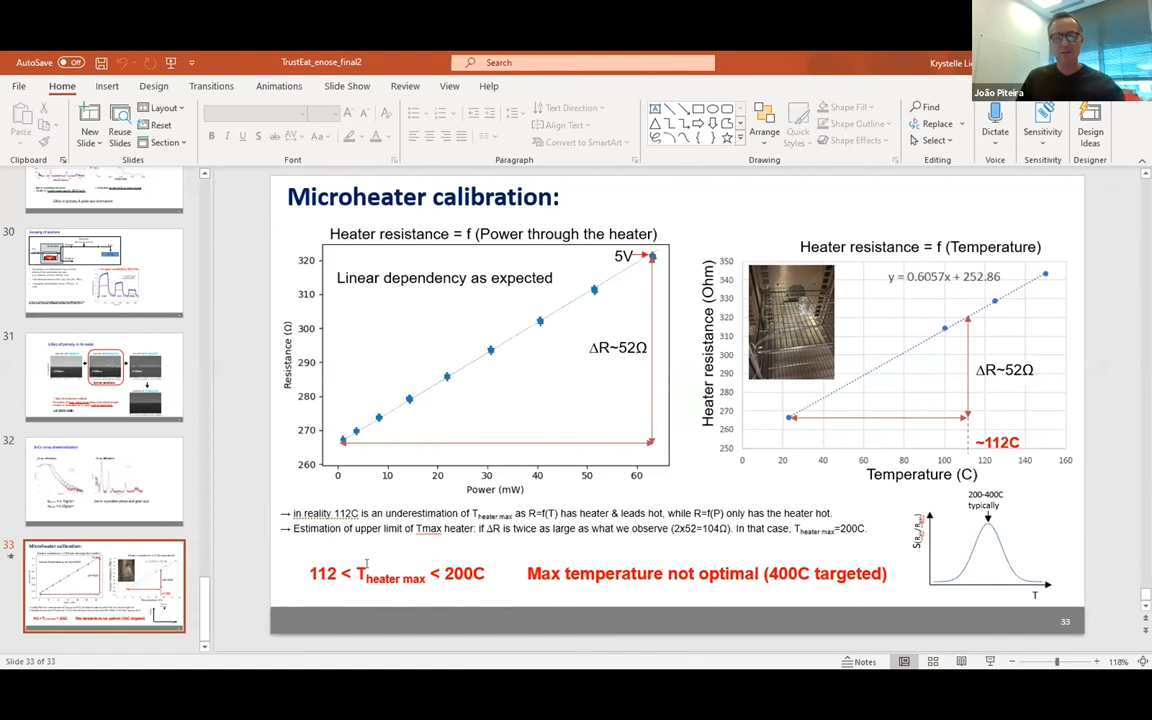 AutoSave Off
TrustEat_enose_final2
Search
Krystelle Li
João Piteira
File Home Insert Design Transitions Animations Slide Show Review View Help
Paste
New Slide
Reuse Slides
Layout
Reset
Section
Text Direction
Align Text
Convert to SmartArt
Arrange
Quick Styles
Shape Fill
Shape Outline
Shape Effects
Find
Replace
Select
Dictate
Sensitivity
Design Ideas
Clipboard
Slides
Font
Paragraph
Drawing
Editing
Voice
Sensitivity
Designer
30
31
32
33
Microheater calibration:
Heater resistance = f (Power through the heater)
Linear dependency as expected
5V
ΔR~52Ω
Resistance (Ω)
320
310
300
290
280
270
260
0 10 20 30 40 50 60
Power (mW)
Heater resistance = f (Temperature)
y = 0.6057x + 252.86
Heater resistance (Ohm)
350
340
330
320
310
300
290
280
270
260
250
ΔR~52Ω
~112C
0 20 40 60 80 100 120 140 160
Temperature (C)
→ in reality 112C is an underestimation of Theater max as R=f(T) has heater & leads hot, while R=f(P) only has the heater hot.
→ Estimation of upper limit of Tmax heater: if ΔR is twice as large as what we observe (2x52=104Ω). In that case, Theater max=200C.
112 < Theater max < 200C
Max temperature not optimal (400C targeted)
200-400C
typically
T
33
Slide 33 of 33
Notes
118%